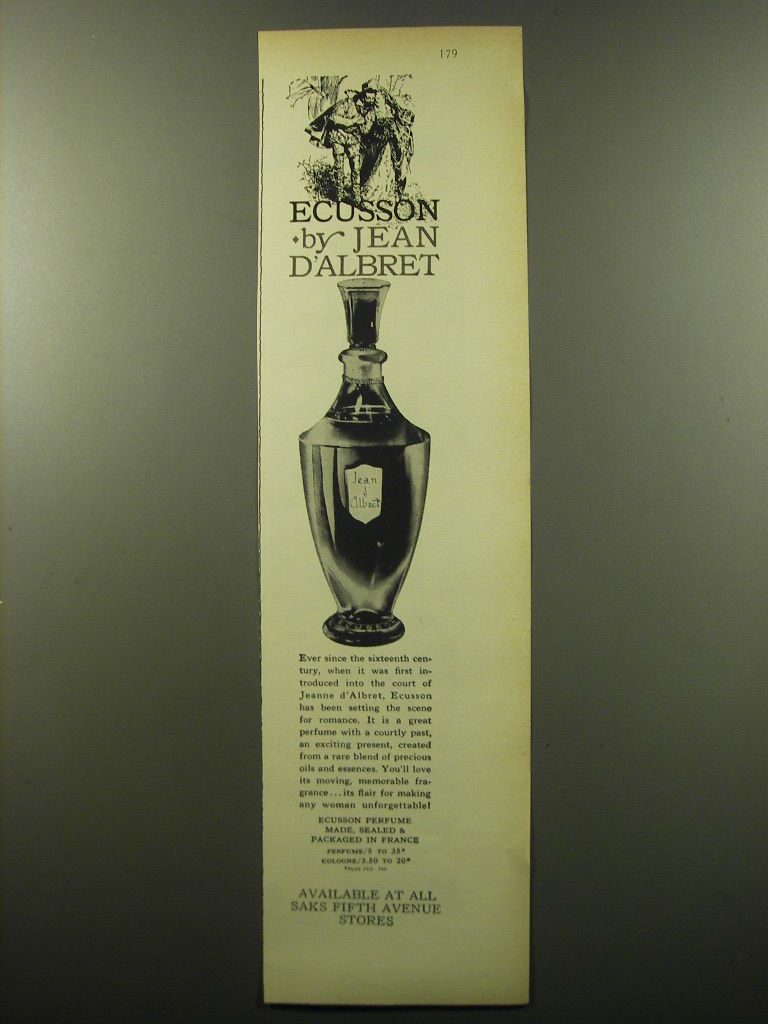 179
ECUSSON
by JEAN
D'ALBRET
Jean
d
Albret
Ever since the sixteenth cen-
tury, when it was first in-
troduced into the court of
Jeanne d'Albret, Ecusson
has been setting the scene
for romance. It is a great
perfume with a courtly past,
an exciting present, created
from a rare blend of precious
oils and essences. You'll love
its moving, memorable fra-
grance...its flair for making
any woman unforgettable!
ECUSSON PERFUME
MADE, SEALED &
PACKAGED IN FRANCE
PERFUME/5 TO 35*
COLOGNE/3.50 TO 20*
*PLUS FED. TAX
AVAILABLE AT ALL
SAKS FIFTH AVENUE
STORES